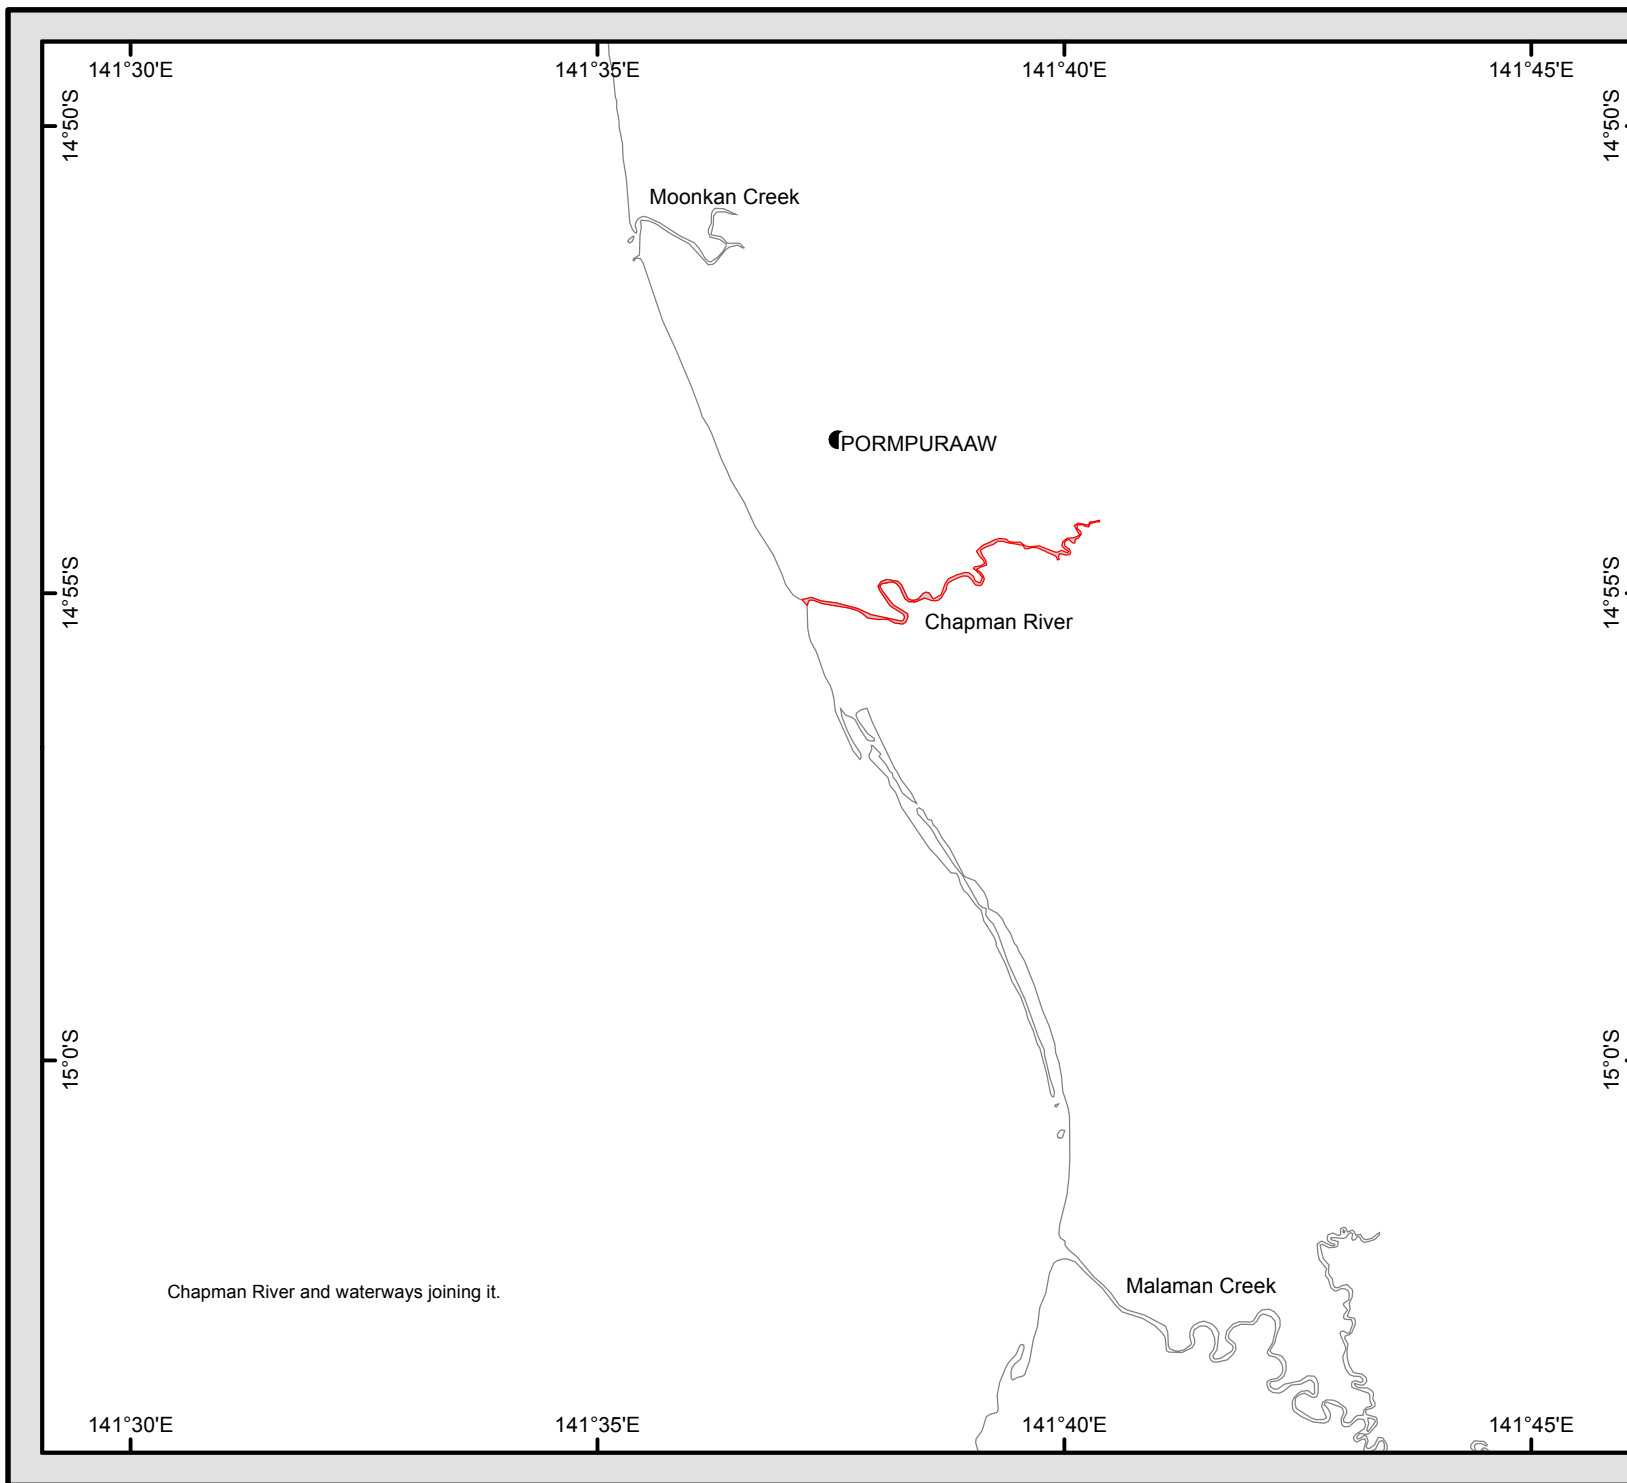 141°30'E
141°35'E
141°40'E
141°45'E
14°50'S
14°50'S
Moonkan Creek
PORMPURAAW
14°55'S
14°55'S
Chapman River
15°0'S
15°0'S
Malaman Creek
Chapman River and waterways joining it.
141°30'E
141°35'E
141°40'E
141°45'E